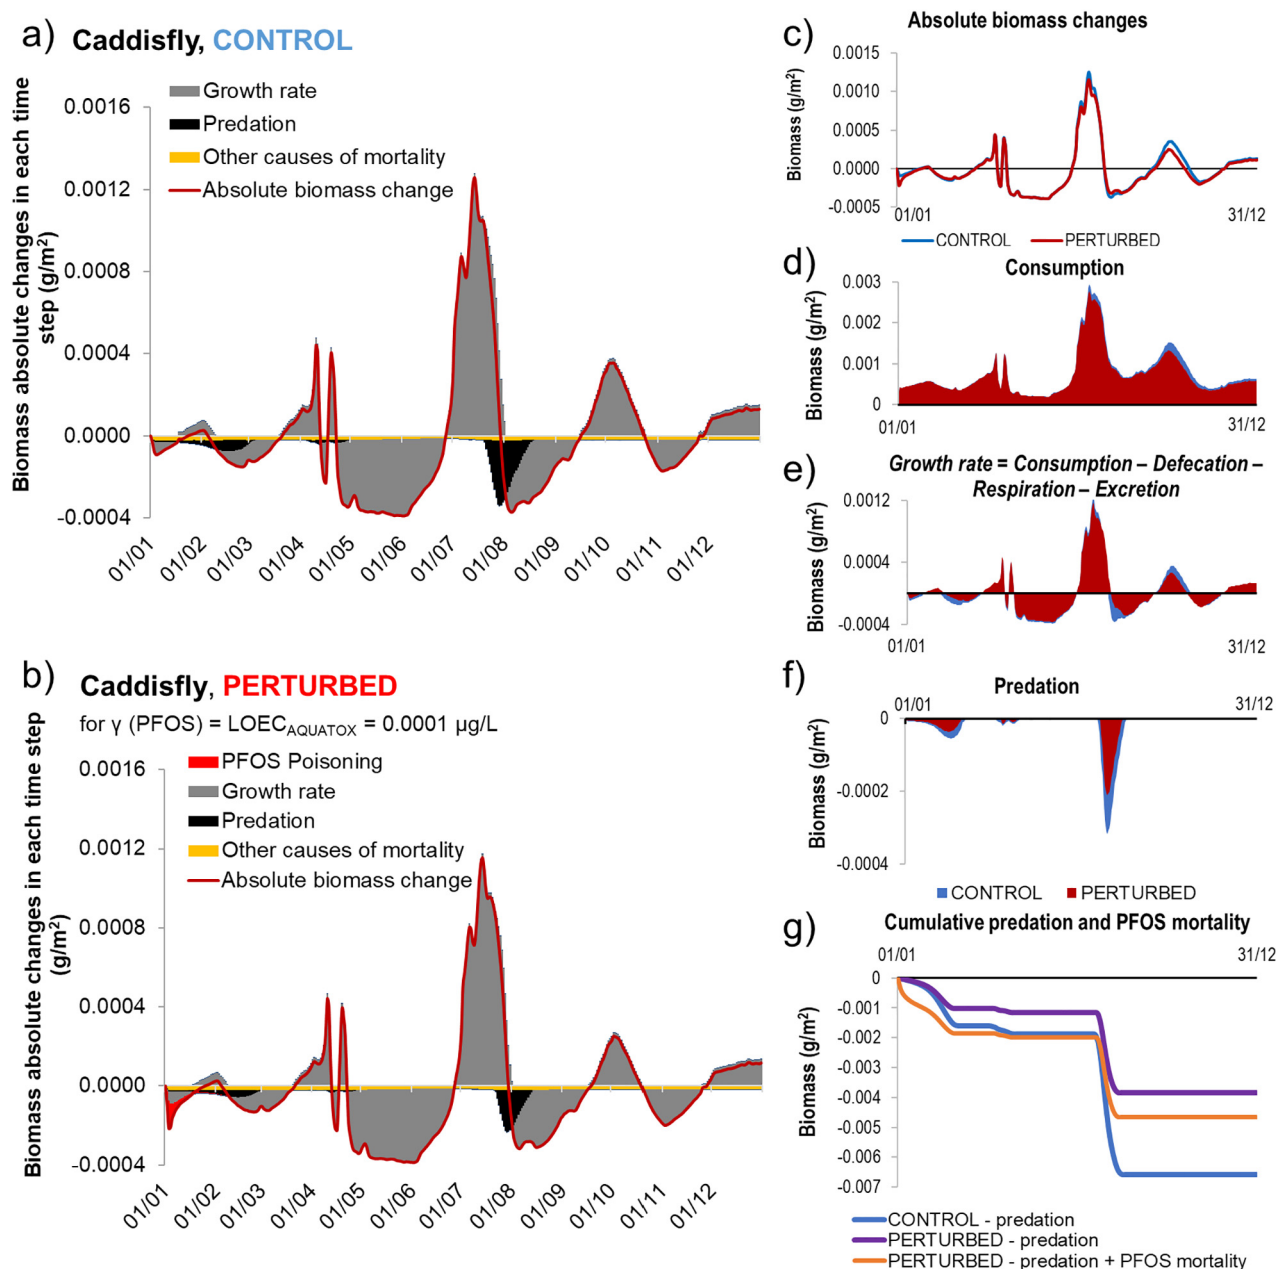 a) Caddisfly, CONTROL
Growth rate
Predation
Other causes of mortality
Absolute biomass change
Biomass absolute changes in each time
step (g/m²)
0.0016
0.0012
0.0008
0.0004
0.0000
-0.0004
01/01 01/02 01/03 01/04 01/05 01/06 01/07 01/08 01/09 01/10 01/11 01/12
b) Caddisfly, PERTURBED
for γ (PFOS) = LOEC AQUATOX = 0.0001 µg/L
PFOS Poisoning
Growth rate
Predation
Other causes of mortality
Absolute biomass change
Biomass absolute changes in each time step
(g/m²)
0.0016
0.0012
0.0008
0.0004
0.0000
-0.0004
01/01 01/02 01/03 01/04 01/05 01/06 01/07 01/08 01/09 01/10 01/11 01/12
c) Absolute biomass changes
Biomass (g/m²)
0.0015
0.0010
0.0005
0.0000
-0.0005
01/01 31/12
CONTROL PERTURBED
d) Consumption
Biomass (g/m²)
0.003
0.002
0.001
0
01/01 31/12
e) Growth rate = Consumption – Defecation –
Respiration – Excretion
Biomass (g/m²)
0.0012
0.0004
-0.0004
01/01 31/12
f) Predation
01/01 31/12
Biomass (g/m²)
0
-0.0002
-0.0004
CONTROL PERTURBED
g) Cumulative predation and PFOS mortality
01/01 31/12
Biomass (g/m²)
0
-0.001
-0.002
-0.003
-0.004
-0.005
-0.006
-0.007
CONTROL - predation
PERTURBED - predation
PERTURBED - predation + PFOS mortality